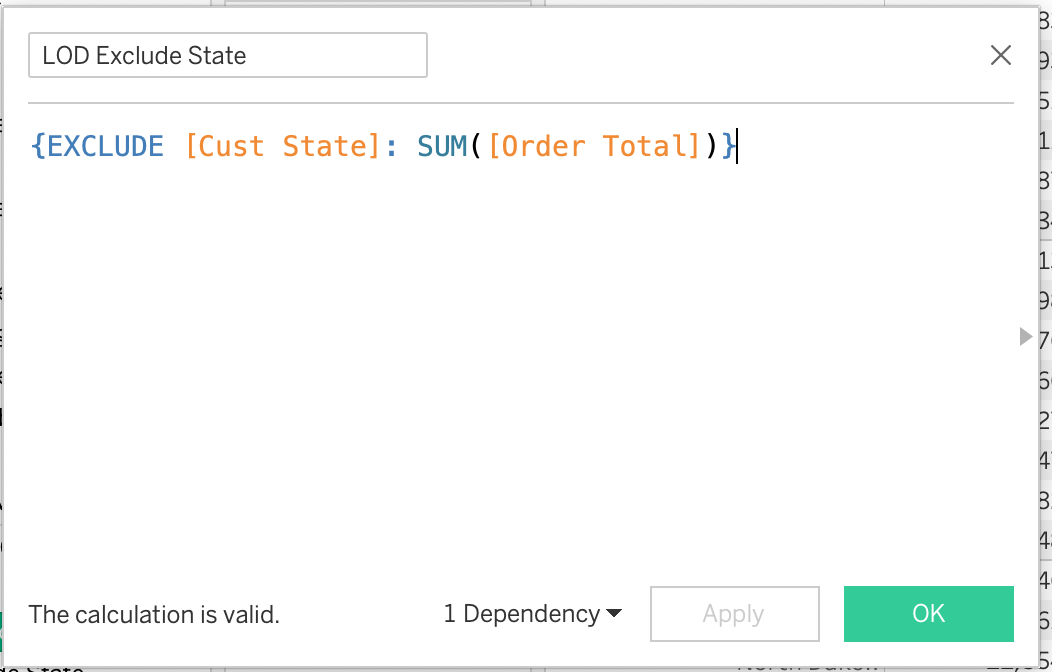 LOD Exclude State
{EXCLUDE [Cust State]: SUM([Order Total])}
The calculation is valid.
1 Dependency
Apply
OK